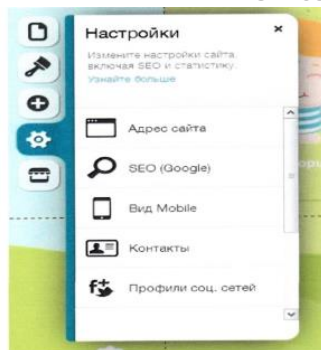 Настройки
Измените настройки сайта,
включая SEO и статистику.
Узнайте больше
Адрес сайта
SEO (Google)
Вид Mobile
Контакты
Профили соц. сетей